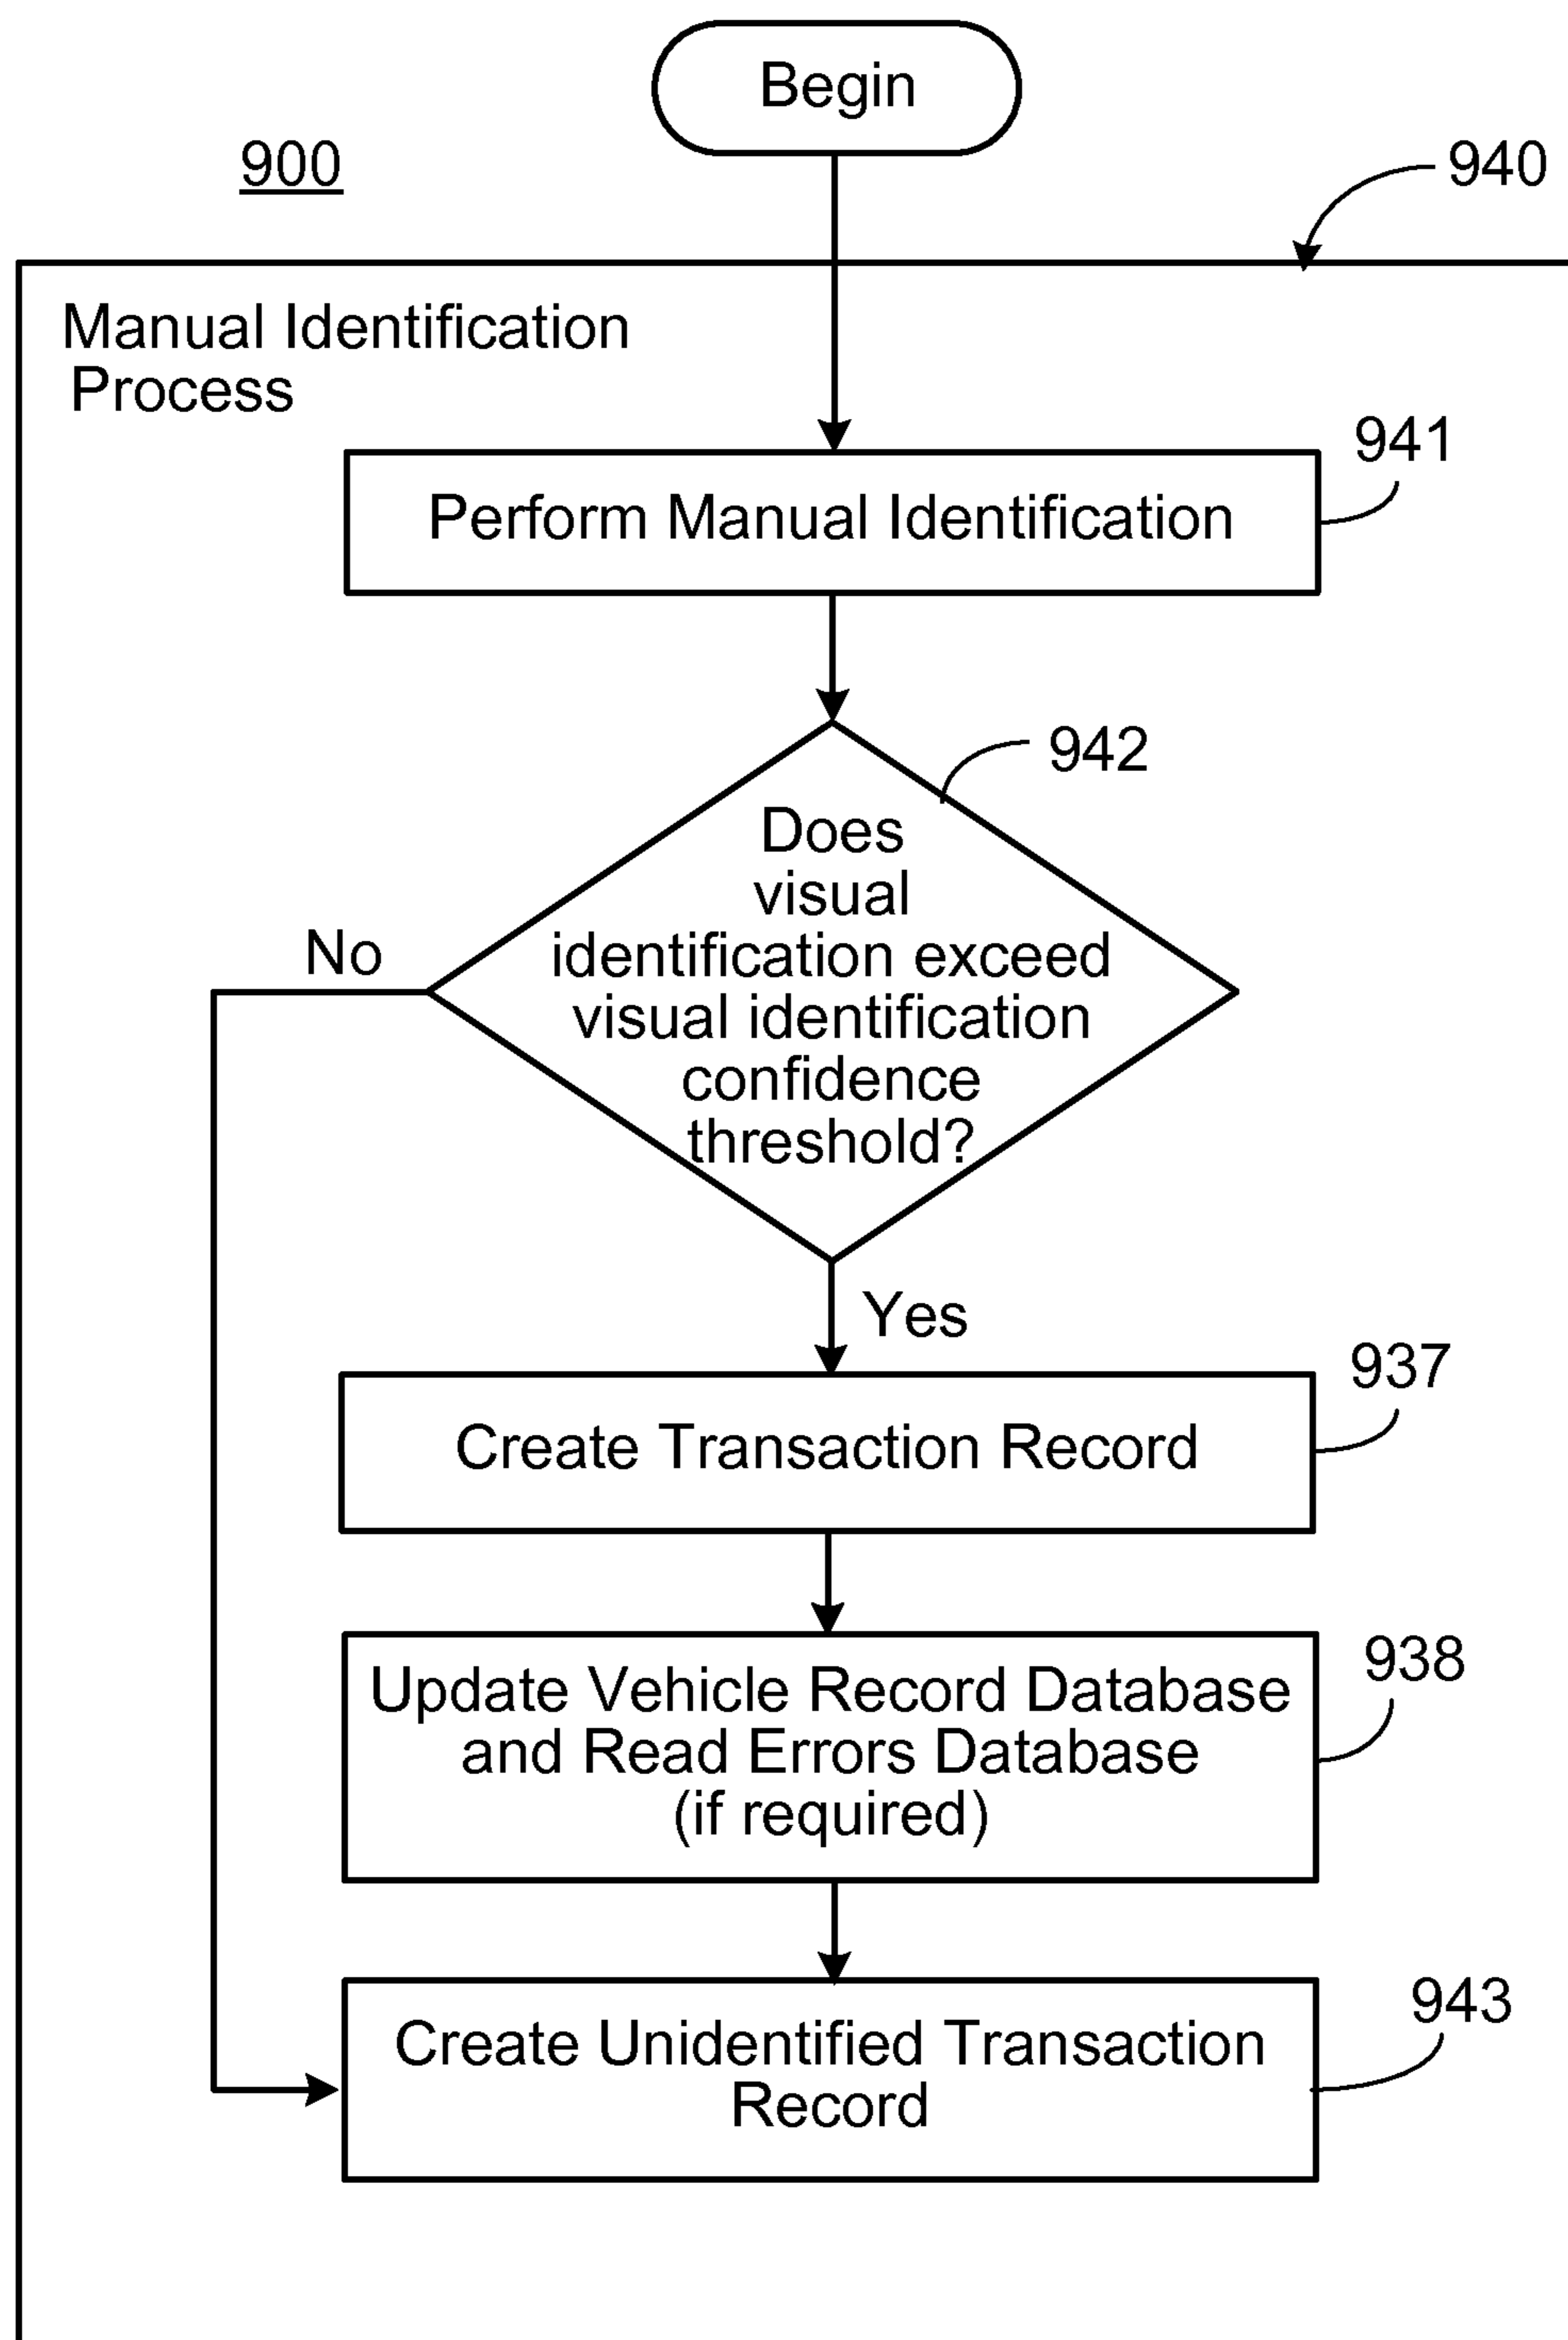 Begin
900
940
Manual Identification
Process
941
Perform Manual Identification
942
Does
visual
identification exceed
visual identification
confidence
threshold?
No
Yes
937
Create Transaction Record
938
Update Vehicle Record Database
and Read Errors Database
(if required)
943
Create Unidentified Transaction
Record